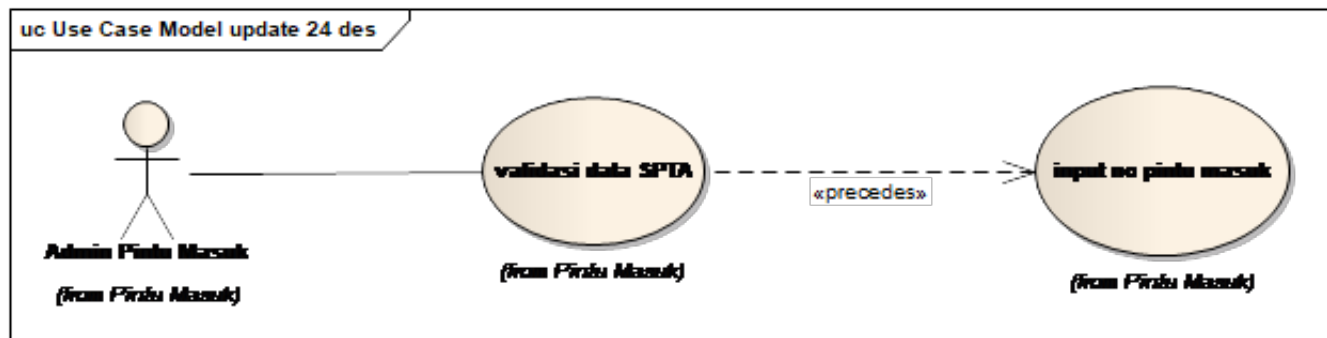 uc Use Case Model update 24 des
validasi data SPTA
input no pintu masuk
«precedes»
Admin Pintu Masuk
(from Pintu Masuk)
(from Pintu Masuk)
(from Pintu Masuk)